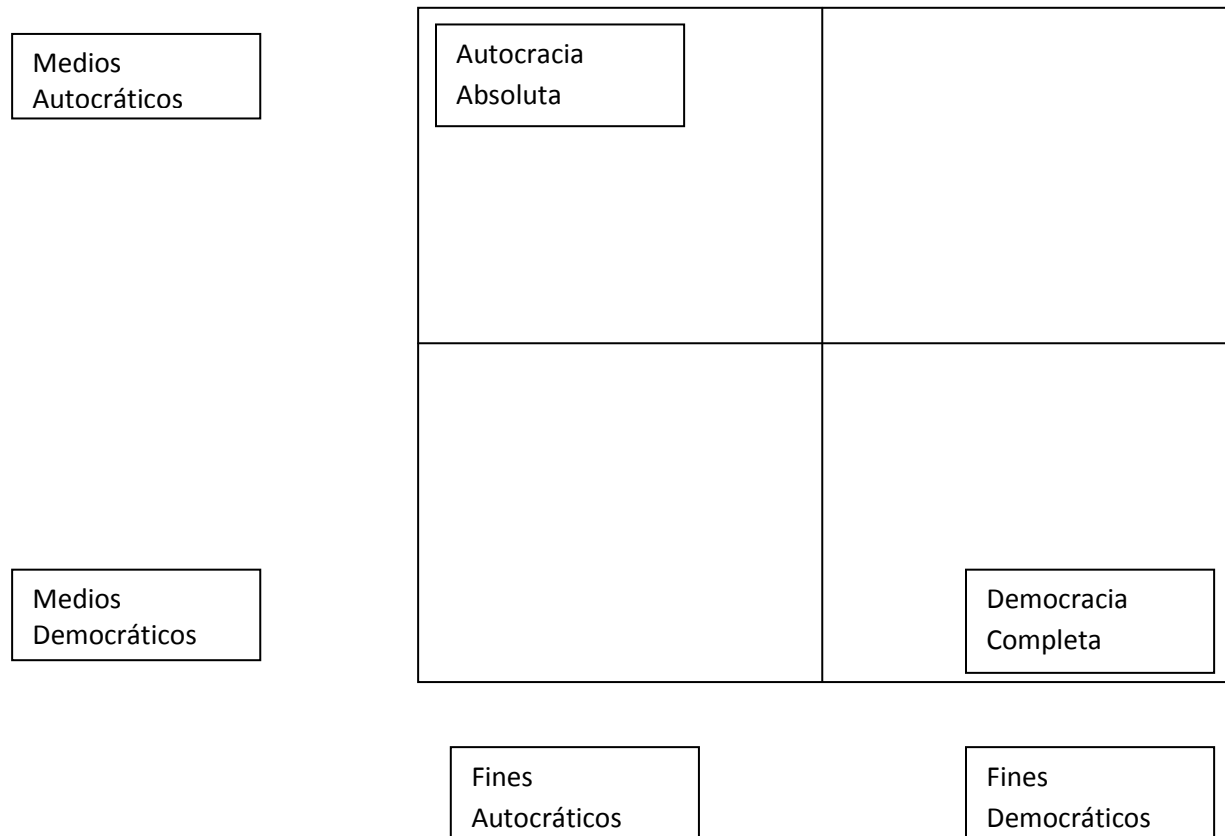 Medios
Autocráticos
Autocracia
Absoluta
Medios
Democráticos
Democracia
Completa
Fines
Autocráticos
Fines
Democráticos